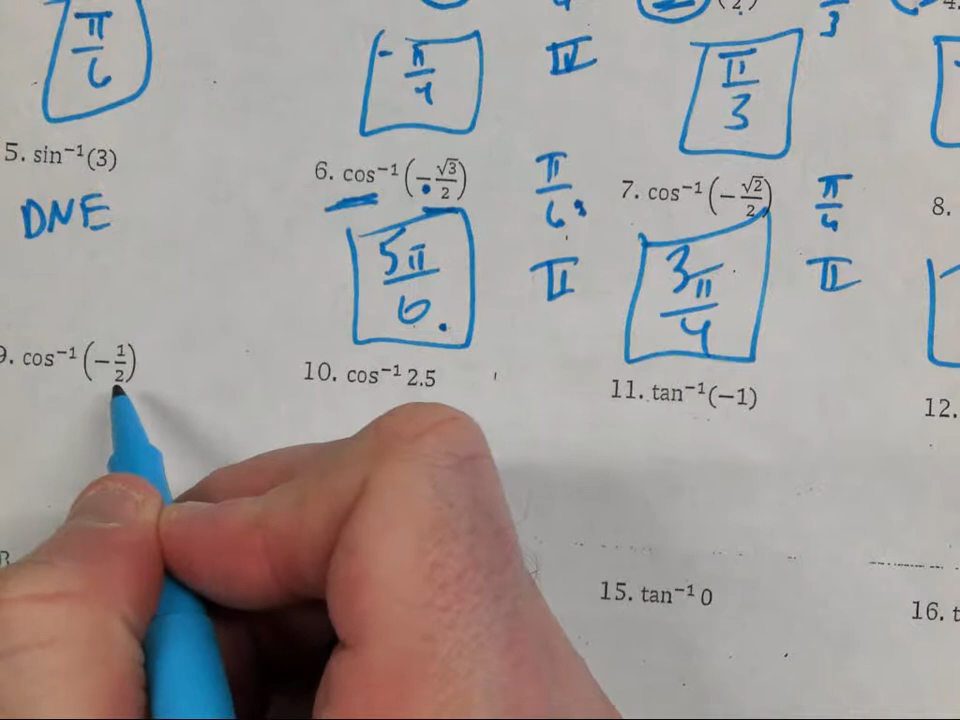 π/6
-π/4
IV
π/3
π/3
5. sin⁻¹(3)
DNE
6. cos⁻¹(-√3/2)
π/6
II
5π/6
7. cos⁻¹(-√2/2)
π/4
II
3π/4
8.
9. cos⁻¹(-1/2)
10. cos⁻¹ 2.5
11. tan⁻¹(-1)
12.
15. tan⁻¹ 0
16. t